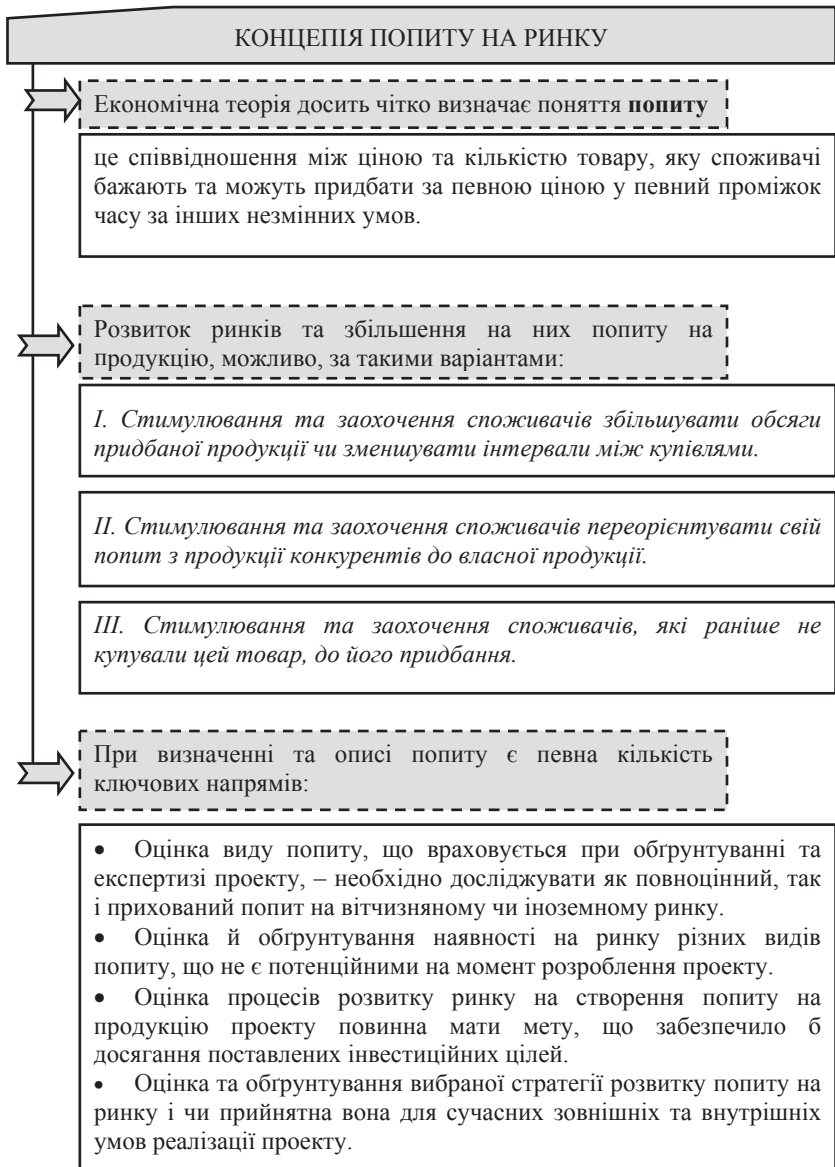 КОНЦЕПІЯ ПОПИТУ НА РИНКУ
Економічна теорія досить чітко визначає поняття попиту
це співвідношення між ціною та кількістю товару, яку споживачі
бажають та можуть придбати за певною ціною у певний проміжок
часу за інших незмінних умов.
Розвиток ринків та збільшення на них попиту на
продукцію, можливо, за такими варіантами:
І. Стимулювання та заохочення споживачів збільшувати обсяги
придбаної продукції чи зменшувати інтервали між купівлями.
ІІ. Стимулювання та заохочення споживачів переорієнтувати свій
попит з продукції конкурентів до власної продукції.
ІІІ. Стимулювання та заохочення споживачів, які раніше не
купували цей товар, до його придбання.
При визначенні та описі попиту є певна кількість
ключових напрямів:
• Оцінка виду попиту, що враховується при обґрунтуванні та
експертизі проекту, – необхідно досліджувати як повноцінний, так
і прихований попит на вітчизняному чи іноземному ринку.
• Оцінка й обґрунтування наявності на ринку різних видів
попиту, що не є потенційними на момент розроблення проекту.
• Оцінка процесів розвитку ринку на створення попиту на
продукцію проекту повинна мати мету, що забезпечило б
досягання поставлених інвестиційних цілей.
• Оцінка та обґрунтування вибраної стратегії розвитку попиту на
ринку і чи прийнятна вона для сучасних зовнішніх та внутрішніх
умов реалізації проекту.